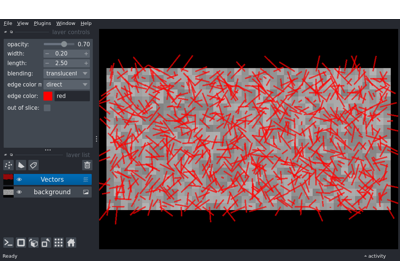 File View Plugins Window Help
layer controls
opacity: 0.70
width: 0.20
length: 2.50
blending: translucent
edge color m direct
edge color: red
out of slice:
layer list
Vectors
background
Ready
activity